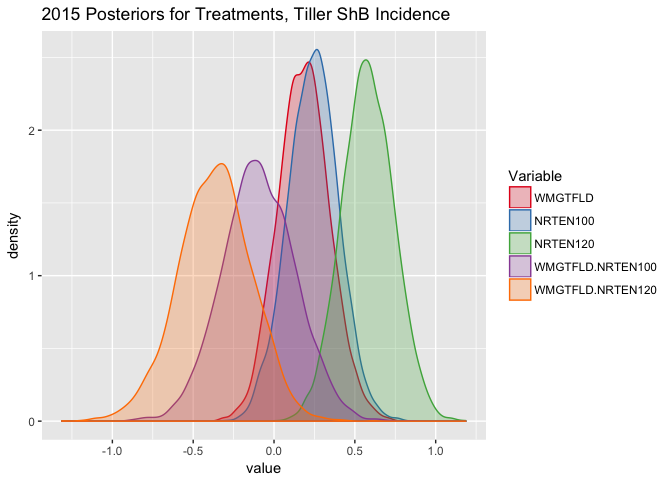 2015 Posteriors for Treatments, Tiller ShB Incidence
density
2
1
0
-1.0
-0.5
0.0
0.5
1.0
value
Variable
WMGTFLD
NRTEN100
NRTEN120
WMGTFLD.NRTEN100
WMGTFLD.NRTEN120